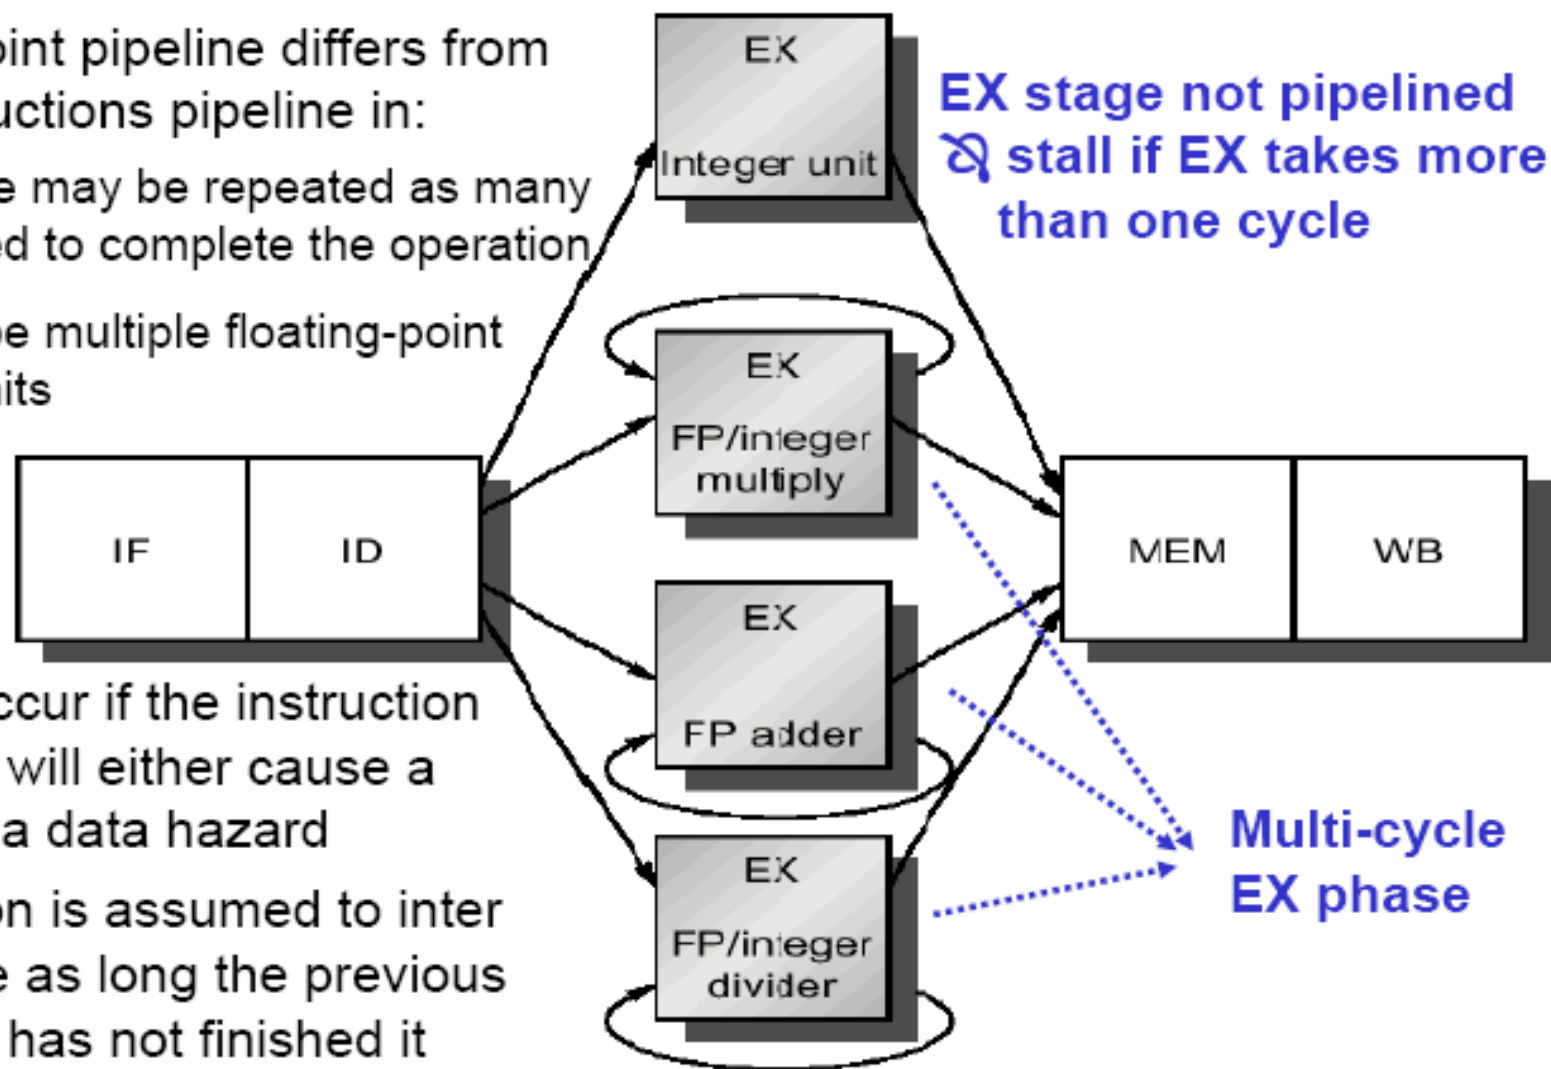 oint pipeline differs from
uctions pipeline in:
e may be repeated as many
ed to complete the operation
be multiple floating-point
nits
EX
Integer unit
EX stage not pipelined
stall if EX takes more
than one cycle
EX
FP/integer
multiply
IF
ID
EX
FP adder
MEM
WB
ccur if the instruction
will either cause a
a data hazard
on is assumed to inter
e as long the previous
has not finished it
EX
FP/integer
divider
Multi-cycle
EX phase